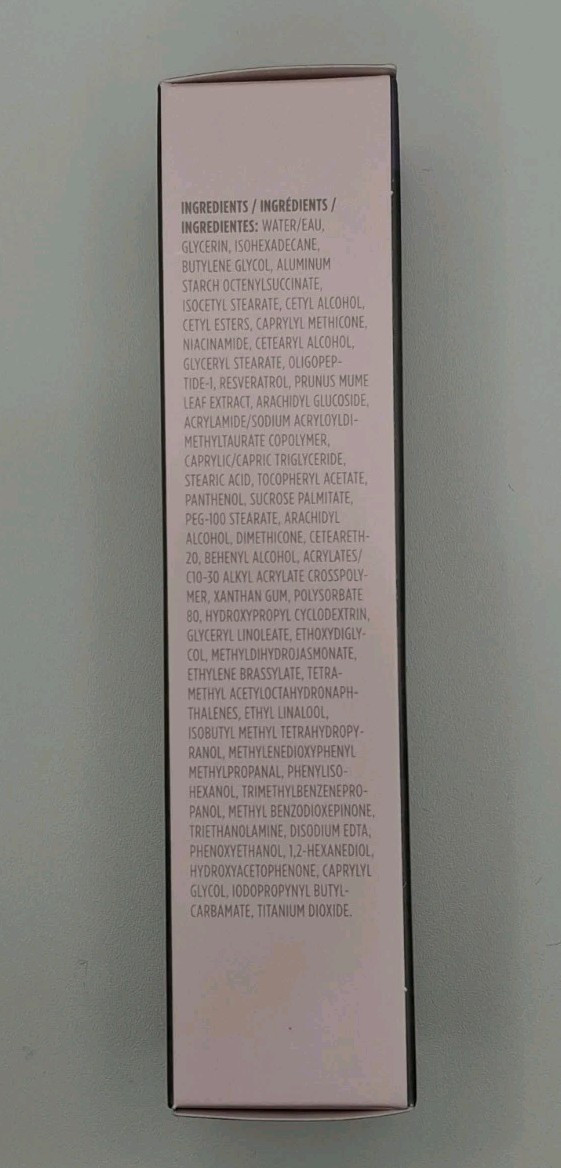 INGREDIENTS / INGRÉDIENTS /
INGREDIENTES: WATER/EAU,
GLYCERIN, ISOHEXADECANE,
BUTYLENE GLYCOL, ALUMINUM
STARCH OCTENYLSUCCINATE,
ISOCETYL STEARATE, CETYL ALCOHOL,
CETYL ESTERS, CAPRYLYL METHICONE,
NIACINAMIDE, CETEARYL ALCOHOL,
GLYCERYL STEARATE, OLIGOPEP-
TIDE-1, RESVERATROL, PRUNUS MUME
LEAF EXTRACT, ARACHIDYL GLUCOSIDE,
ACRYLAMIDE/SODIUM ACRYLOYLDI-
METHYLTAURATE COPOLYMER,
CAPRYLIC/CAPRIC TRIGLYCERIDE,
STEARIC ACID, TOCOPHERYL ACETATE,
PANTHENOL, SUCROSE PALMITATE,
PEG-100 STEARATE, ARACHIDYL
ALCOHOL, DIMETHICONE, CETEARETH-
20, BEHENYL ALCOHOL, ACRYLATES/
C10-30 ALKYL ACRYLATE CROSSPOLY-
MER, XANTHAN GUM, POLYSORBATE
80, HYDROXYPROPYL CYCLODEXTRIN,
GLYCERYL LINOLEATE, ETHOXYDIGLY-
COL, METHYLDIHYDROJASMONATE,
ETHYLENE BRASSYLATE, TETRA-
METHYL ACETYLOCTAHYDRONAPH-
THALENES, ETHYL LINALOOL,
ISOBUTYL METHYL TETRAHYDROPY-
RANOL, METHYLENEDIOXYPHENYL
METHYLPROPANAL, PHENYLISO-
HEXANOL, TRIMETHYLBENZENEPRO-
PANOL, METHYL BENZODIOXEPINONE,
TRIETHANOLAMINE, DISODIUM EDTA,
PHENOXYETHANOL, 1,2-HEXANEDIOL,
HYDROXYACETOPHENONE, CAPRYLYL
GLYCOL, IODOPROPYNYL BUTYL-
CARBAMATE, TITANIUM DIOXIDE.